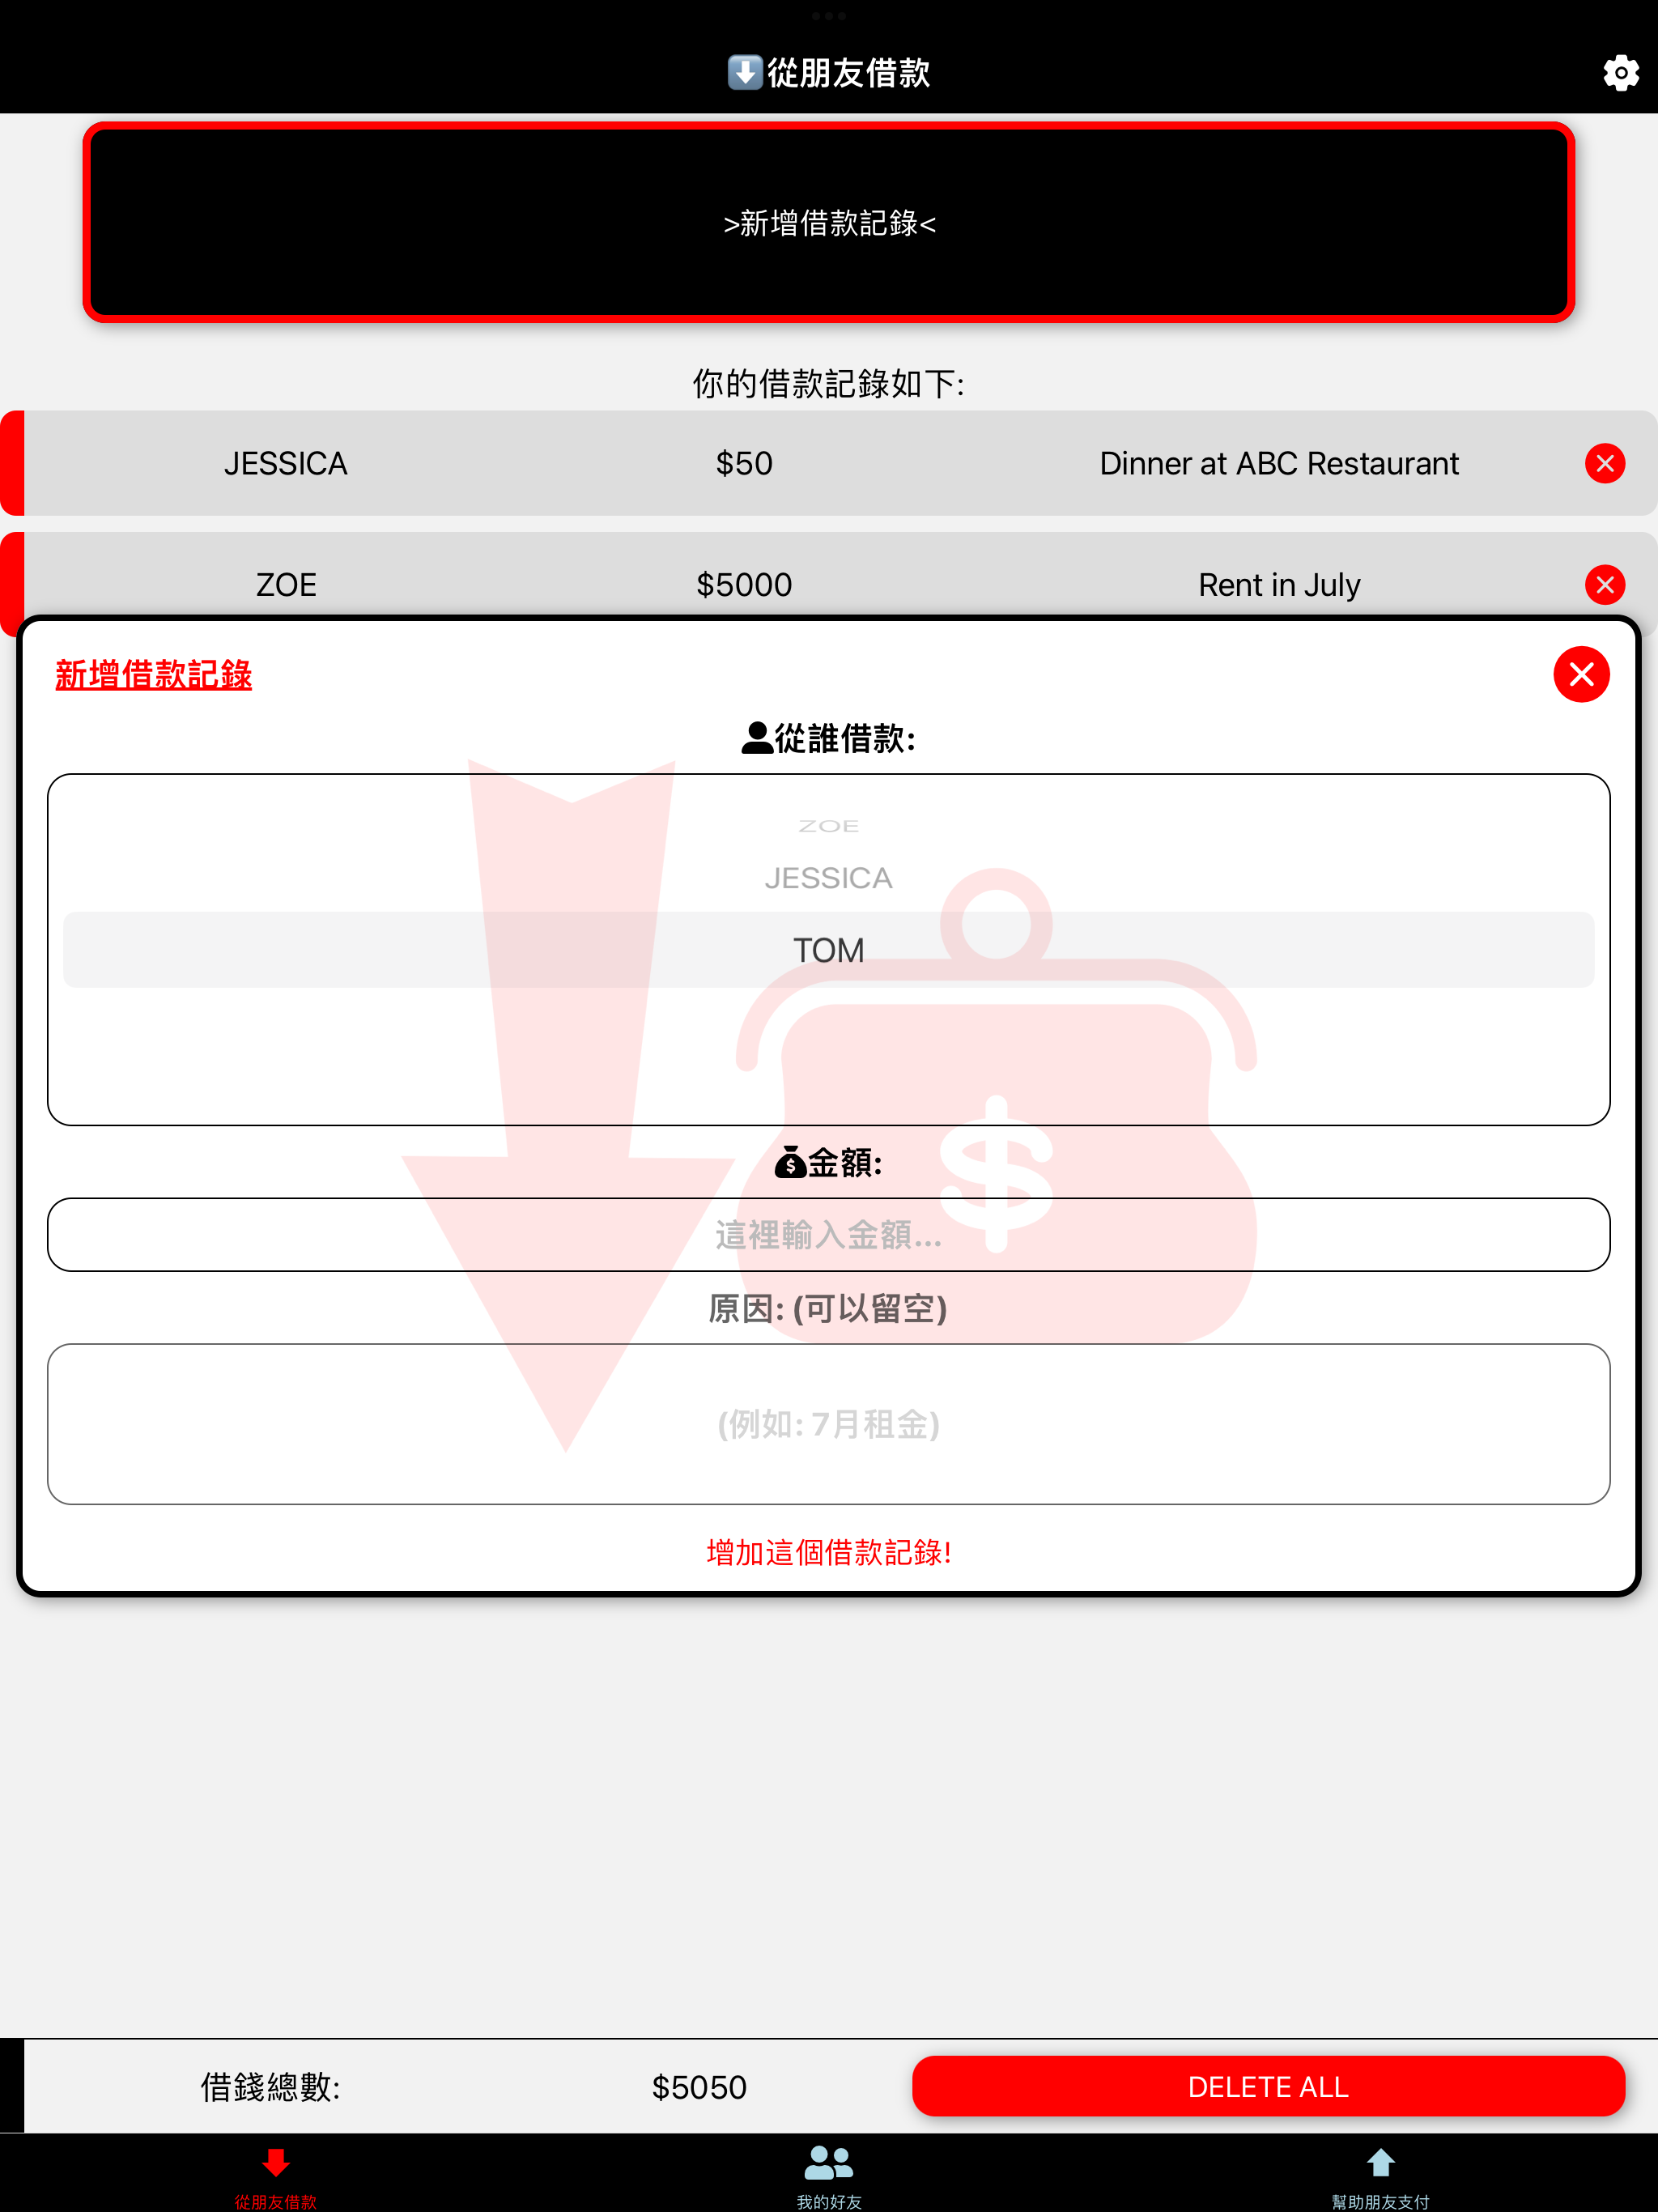 從朋友借款
>新增借款記錄<
你的借款記錄如下:
JESSICA $50 Dinner at ABC Restaurant
ZOE $5000 Rent in July
新增借款記錄
從誰借款:
ZOE
JESSICA
TOM
金額:
這裡輸入金額...
原因: (可以留空)
(例如: 7月租金)
增加這個借款記錄!
借錢總數: $5050 DELETE ALL
從朋友借款 我的好友 幫助朋友支付